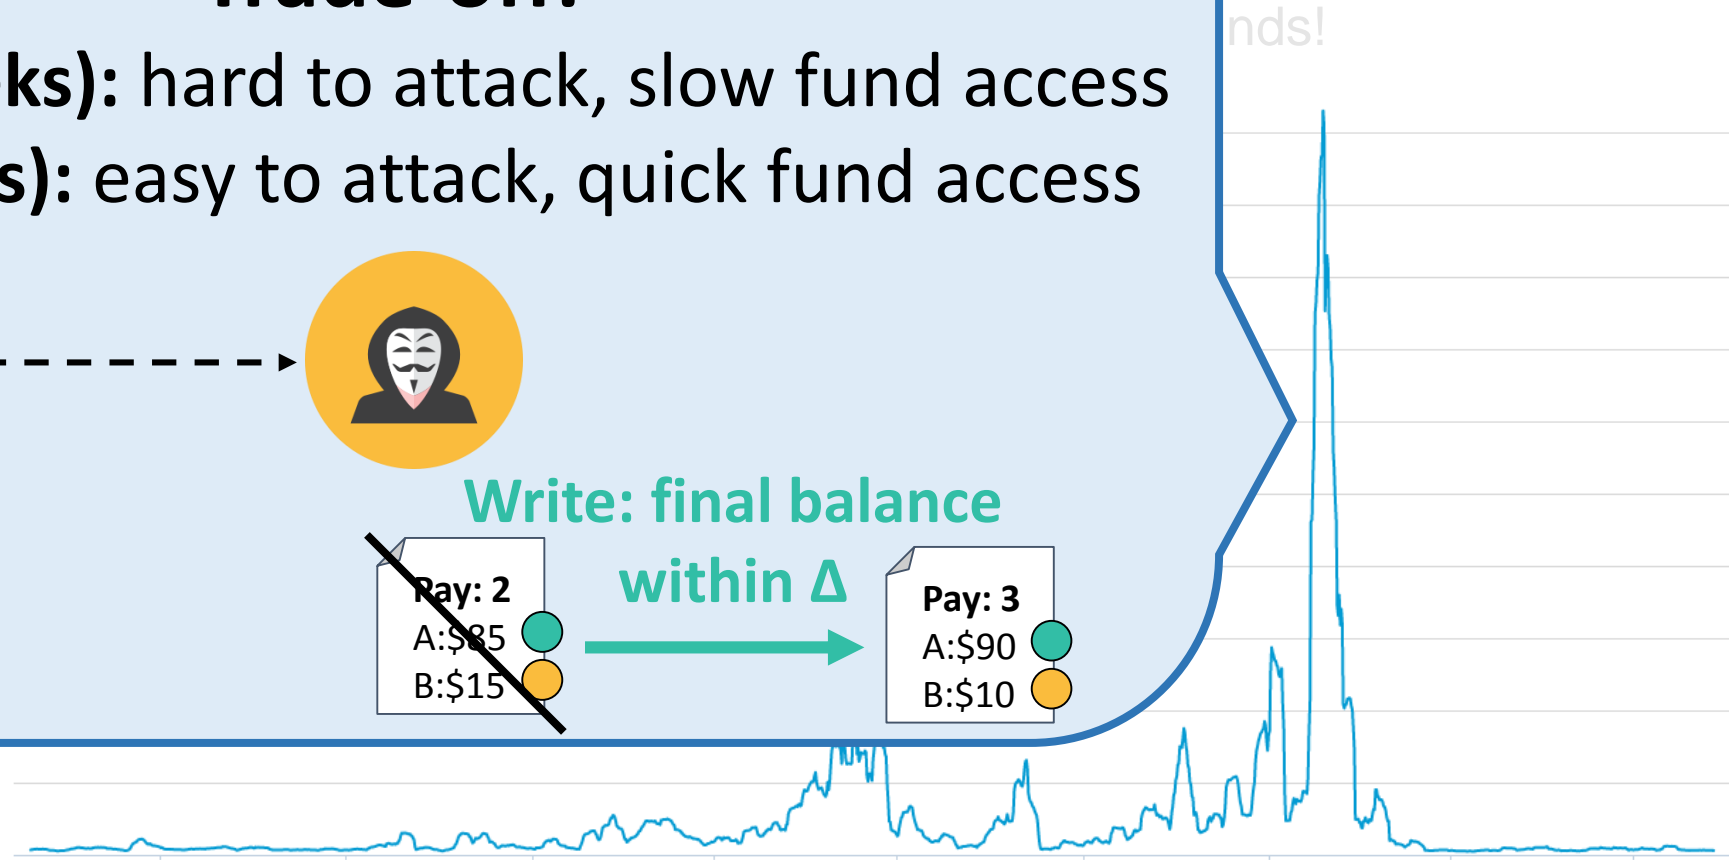 nds!
ks): hard to attack, slow fund access
s): easy to attack, quick fund access
Write: final balance
within Δ
Pay: 2
A:$85
B:$15
Pay: 3
A:$90
B:$10